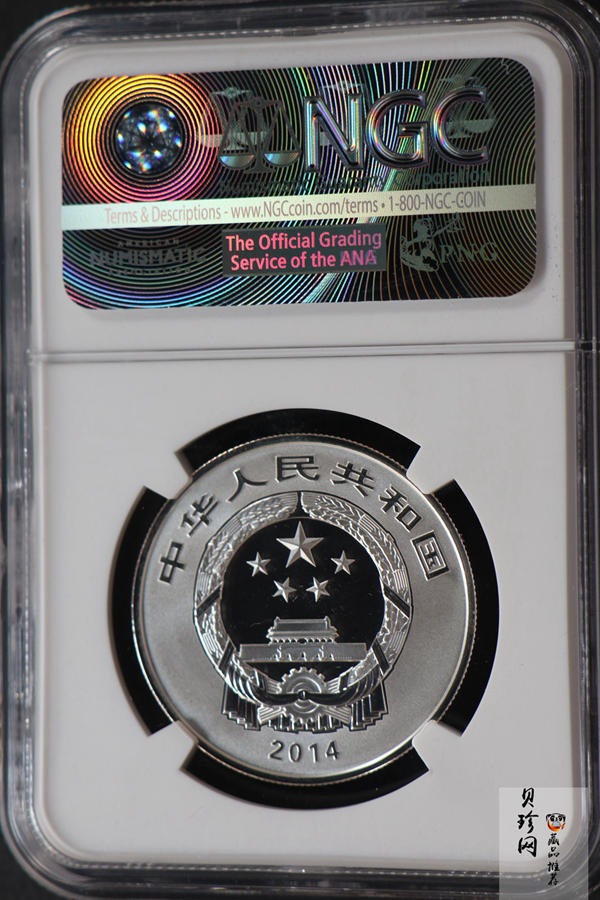 NGC
Terms & Descriptions - www.NGCcoin.com/terms • 1-800-NGC-COIN
AMERICAN
NUMISMATIC
The Official Grading
Service of the ANA
PNG
中华人民共和国
2014
贝珍网
藏品推荐